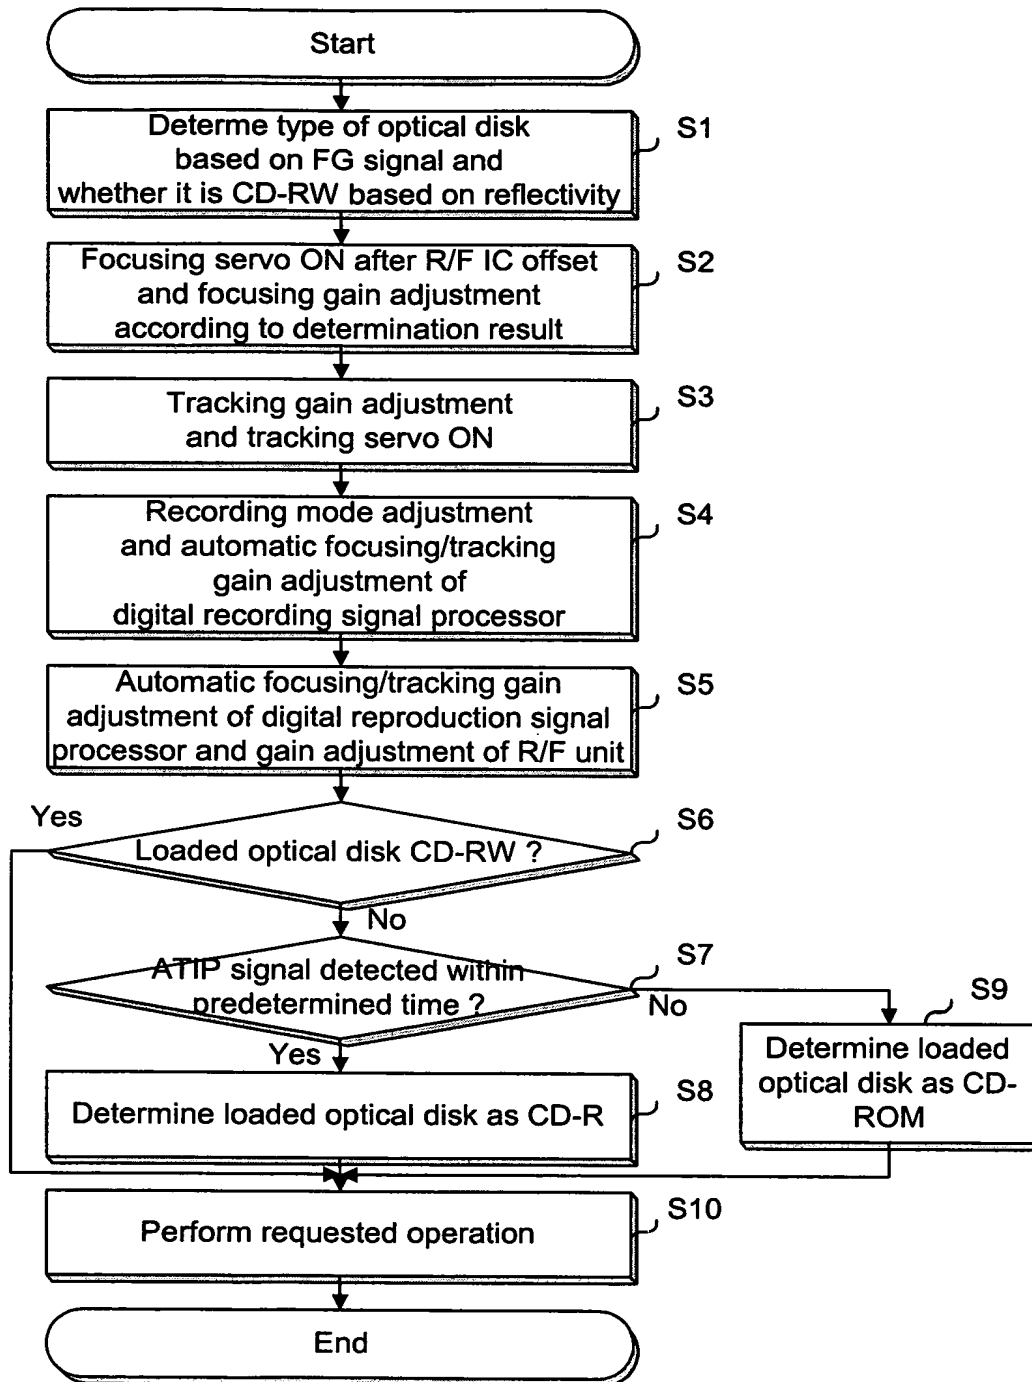 Start
Determe type of optical disk
based on FG signal and
whether it is CD-RW based on reflectivity
S1
Focusing servo ON after R/F IC offset
and focusing gain adjustment
according to determination result
S2
Tracking gain adjustment
and tracking servo ON
S3
Recording mode adjustment
and automatic focusing/tracking
gain adjustment of
digital recording signal processor
S4
Automatic focusing/tracking gain
adjustment of digital reproduction signal
processor and gain adjustment of R/F unit
S5
Yes
Loaded optical disk CD-RW ?
S6
No
ATIP signal detected within
predetermined time ?
S7
No
Yes
S9
Determine loaded
optical disk as CD-
ROM
Determine loaded optical disk as CD-R
S8
Perform requested operation
S10
End